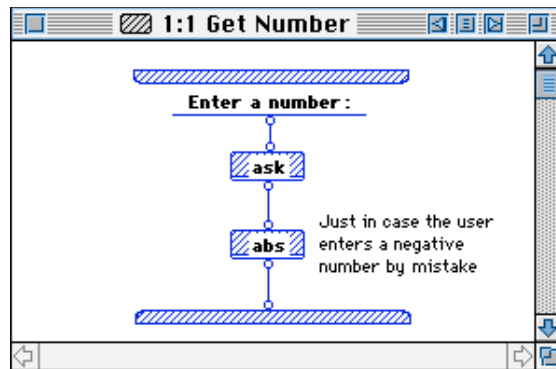 1:1 Get Number
Enter a number:
ask
abs
Just in case the user
enters a negative
number by mistake